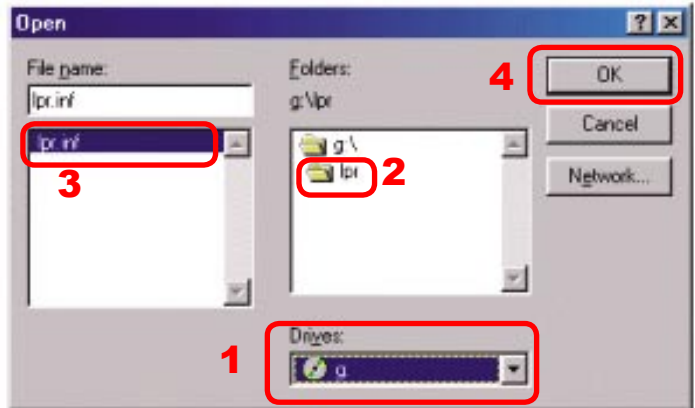 Open
File name:
lpr.inf
lpr.inf
3
Folders:
g:\lpr
g:\
lpr
2
Drives:
g
1
4
OK
Cancel
Network...